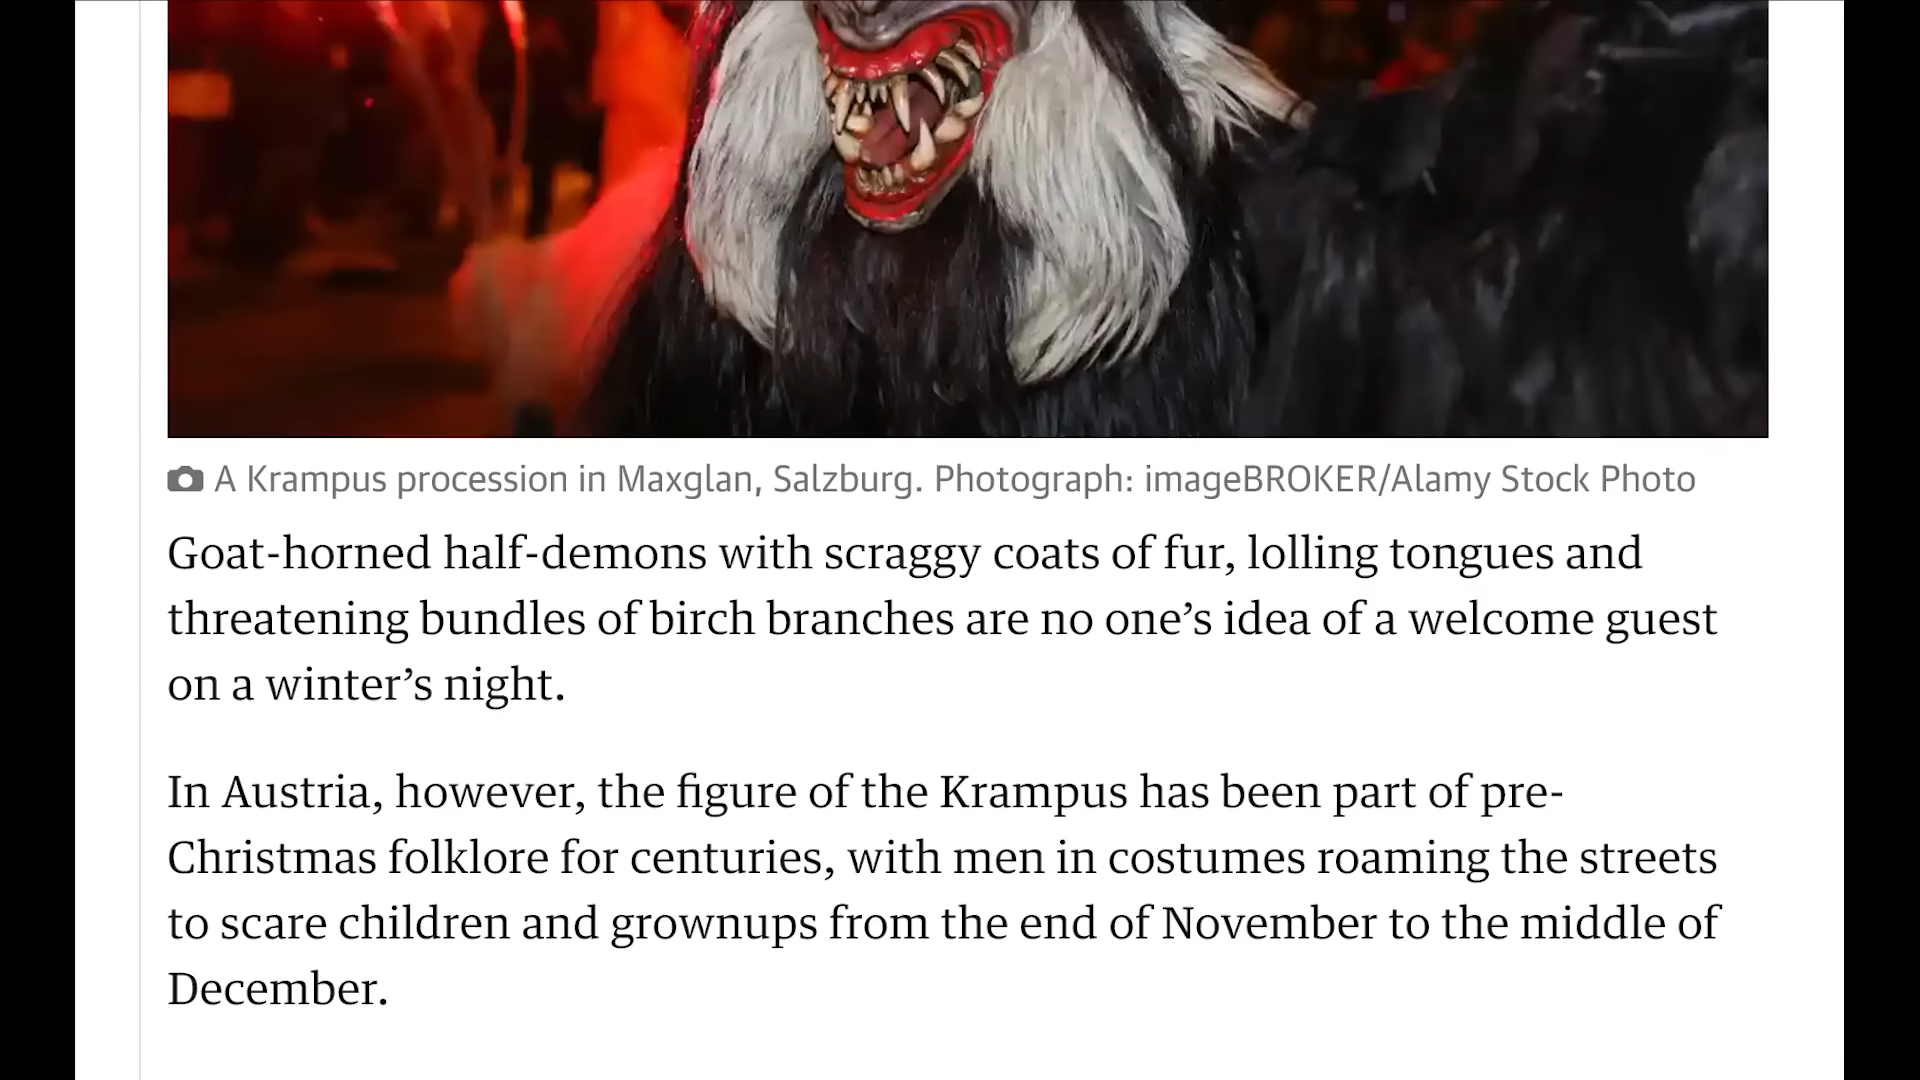 A Krampus procession in Maxglan, Salzburg. Photograph: imageBROKER/Alamy Stock Photo
Goat-horned half-demons with scraggy coats of fur, lolling tongues and
threatening bundles of birch branches are no one’s idea of a welcome guest
on a winter’s night.
In Austria, however, the figure of the Krampus has been part of pre-
Christmas folklore for centuries, with men in costumes roaming the streets
to scare children and grownups from the end of November to the middle of
December.